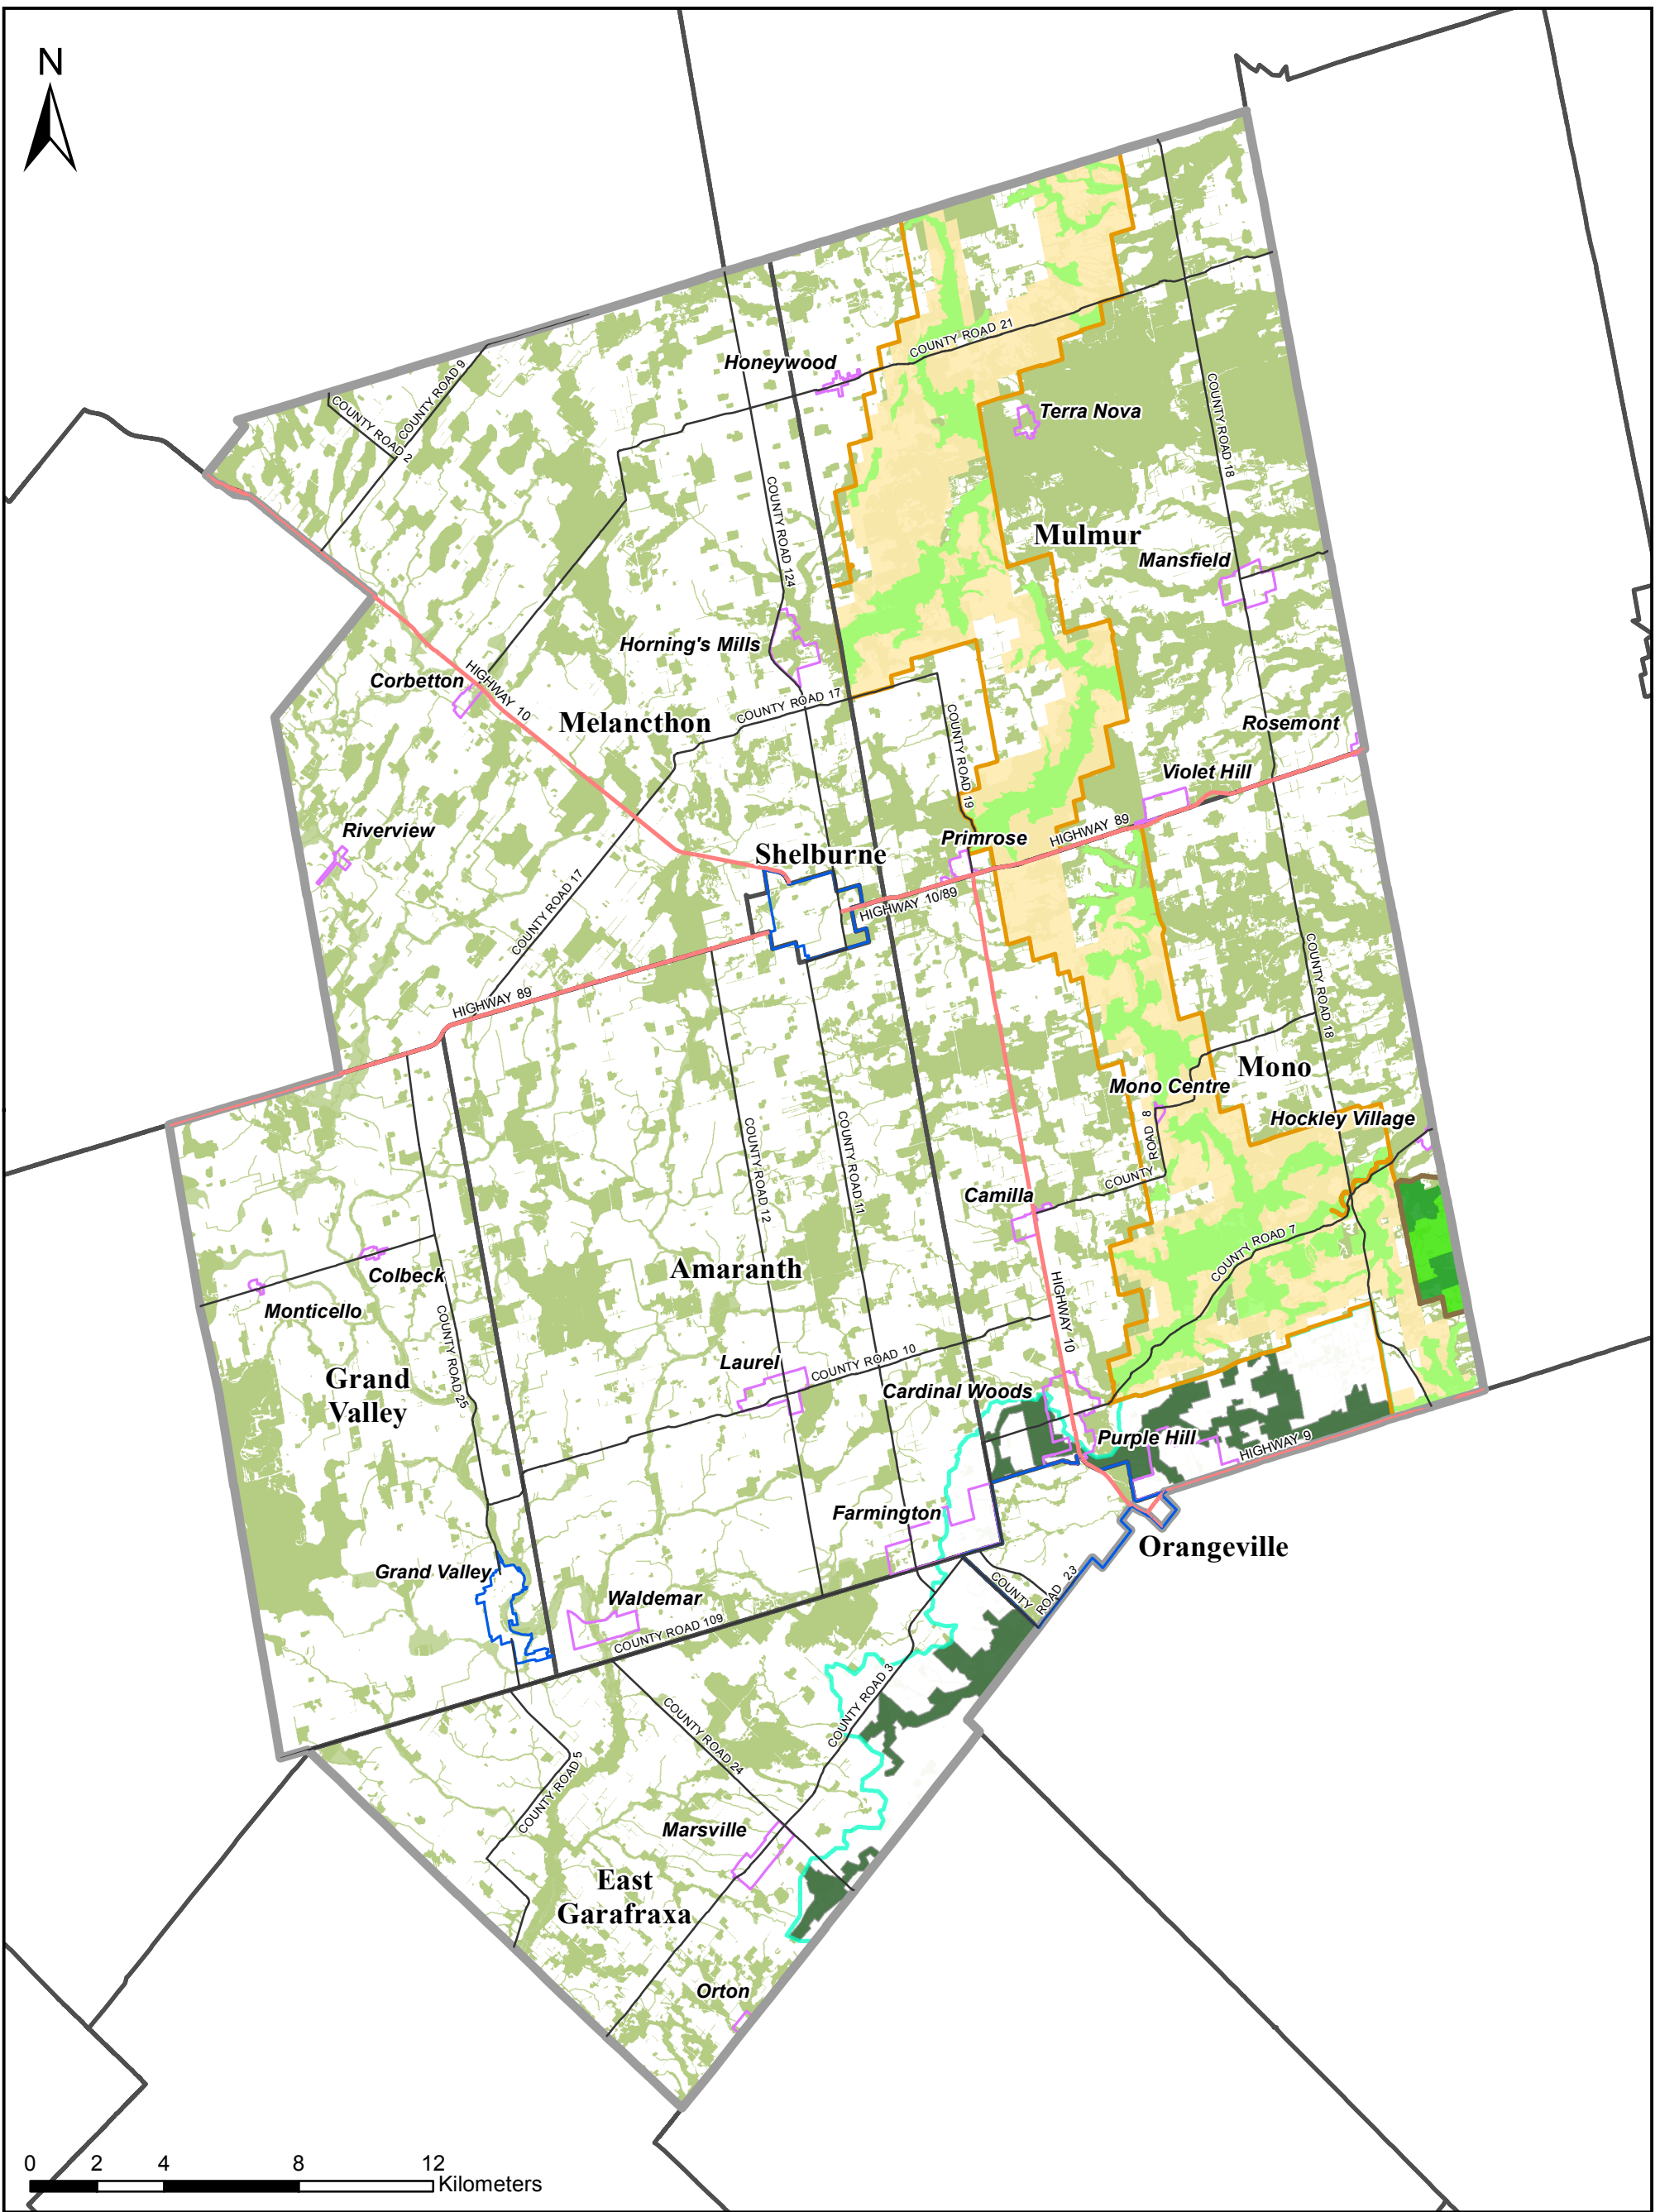 N
COUNTY ROAD 21
COUNTY ROAD 9
Honeywood
COUNTY ROAD 2
Terra Nova
COUNTY ROAD 18
COUNTY ROAD 124
Mulmur
Mansfield
Horning's Mills
Corbetton
HIGHWAY 10
COUNTY ROAD 17
Melancthon
COUNTY ROAD 19
Rosemont
Violet Hill
Riverview
HIGHWAY 89
Primrose
Shelburne
COUNTY ROAD 17
HIGHWAY 10/89
COUNTY ROAD 18
HIGHWAY 89
Mono
Mono Centre
Hockley Village
COUNTY ROAD 12
COUNTY ROAD 11
COUNTY
ROAD 8
Camilla
COUNTY ROAD 7
Colbeck
Amaranth
Monticello
HIGHWAY 10
COUNTY ROAD 25
Laurel
COUNTY ROAD 10
Grand
Valley
Cardinal Woods
Purple Hill
HIGHWAY 9
Farmington
Orangeville
Grand Valley
COUNTY
ROAD 23
Waldemar
COUNTY ROAD 109
COUNTY ROAD 3
COUNTY ROAD 24
COUNTY ROAD 5
Marsville
East
Garafraxa
Orton
0 2 4 8 12
Kilometers